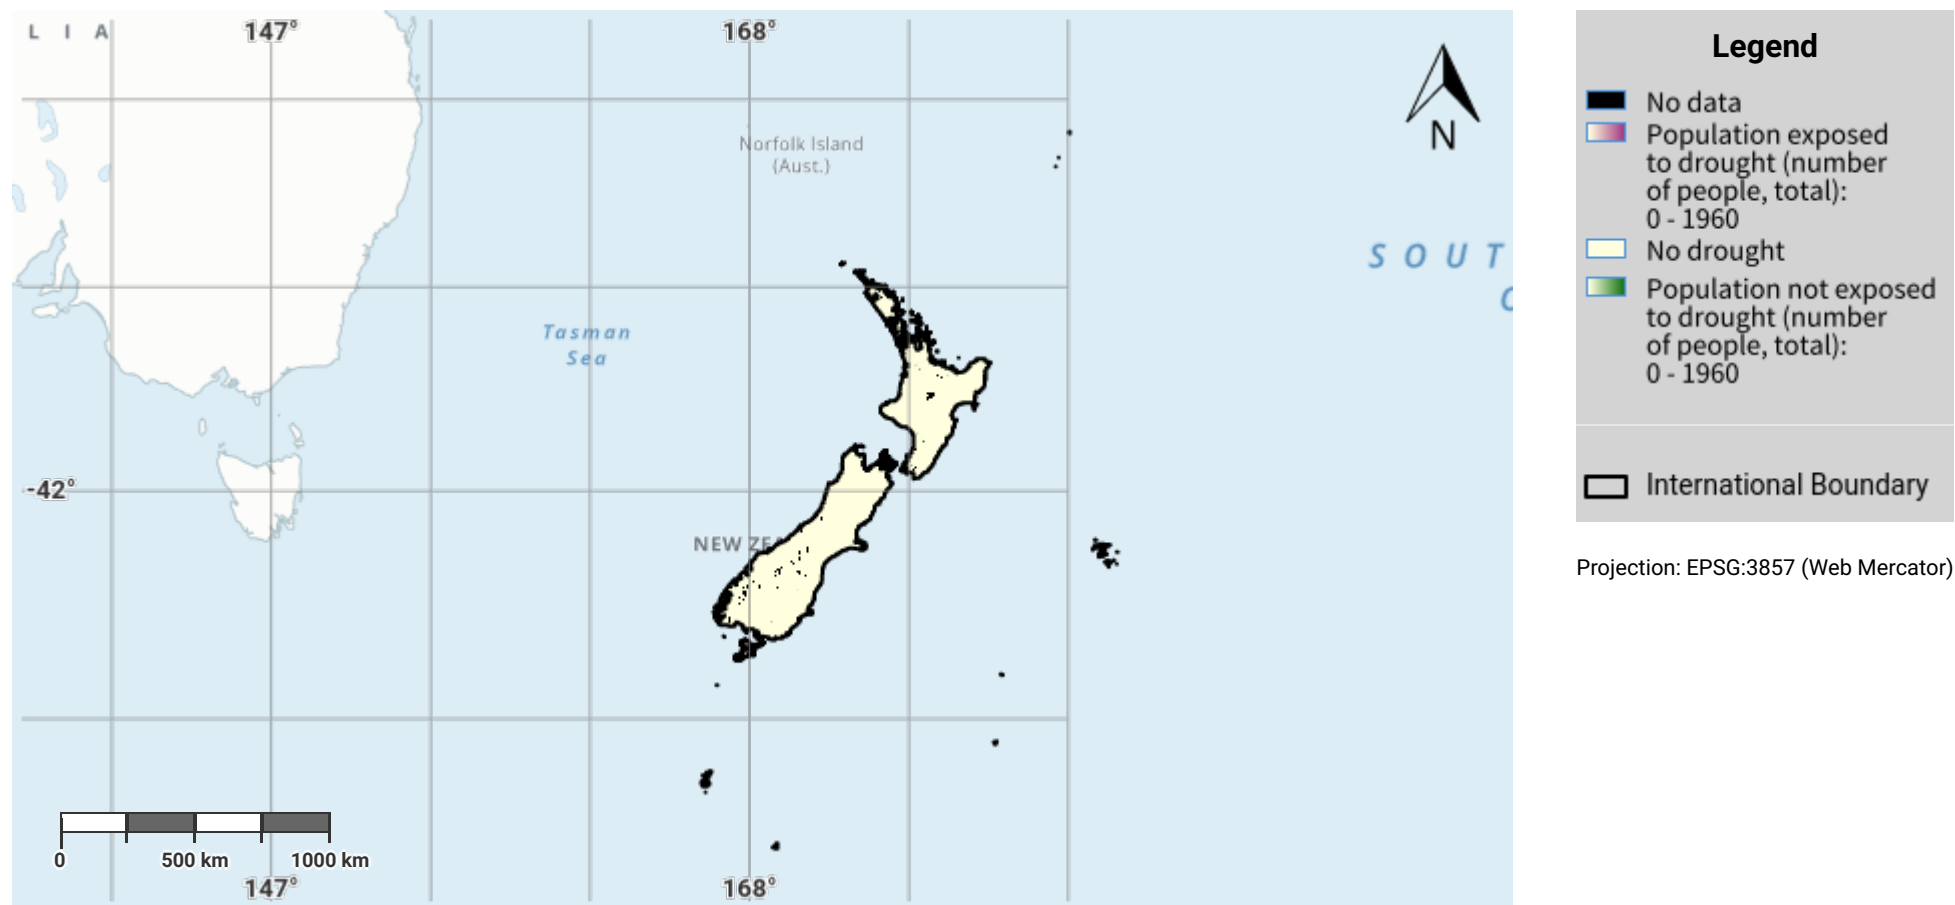 L I A
147°
168°
Norfolk Island
(Aust.)
N
SOUT
Tasman
Sea
-42°
NEW ZEA
0
500 km
1000 km
147°
168°
Legend
No data
Population exposed
to drought (number
of people, total):
0 - 1960
No drought
Population not exposed
to drought (number
of people, total):
0 - 1960
International Boundary
Projection: EPSG:3857 (Web Mercator)